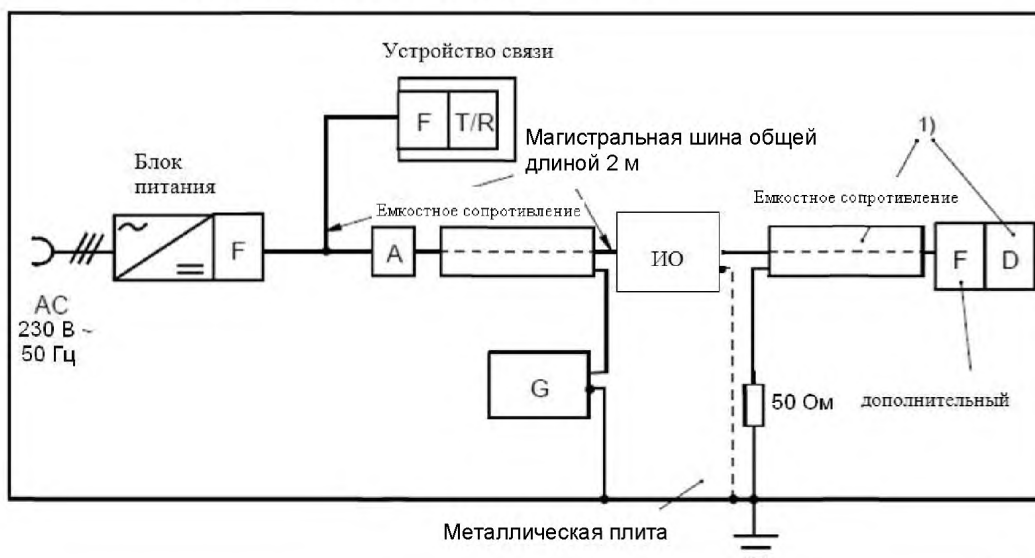 Устройство связи
F T/R
Магистральная шина общей
длиной 2 м
1)
Блок
питания
Емкостное сопротивление
Емкостное сопротивление
F
A
ИО
F D
AC
230 В ~
50 Гц
G
50 Ом
дополнительный
Металлическая плита